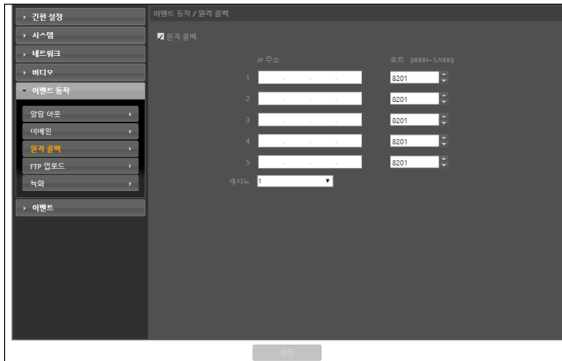 간편 설정
시스템
네트워크
비디오
이벤트 동작
알람 아웃
이메일
원격 콜백
FTP 업로드
녹화
이벤트
이벤트 동작 / 원격 콜백
원격 콜백
IP 주소 포트 (8000~12000)
1 8201
2 8201
3 8201
4 8201
5 8201
1